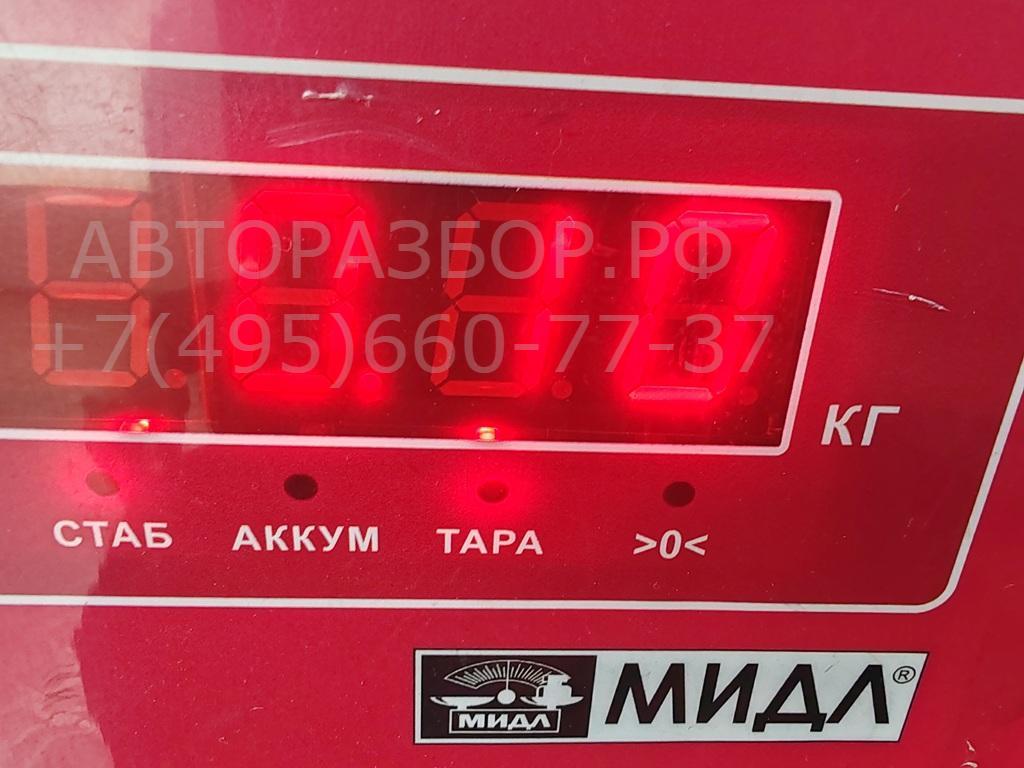 АВТОРАЗБОР.РФ
+7(495)660-77-37
КГ
СТАБ АККУМ ТАРА >0<
МИДЛ МИДЛ®